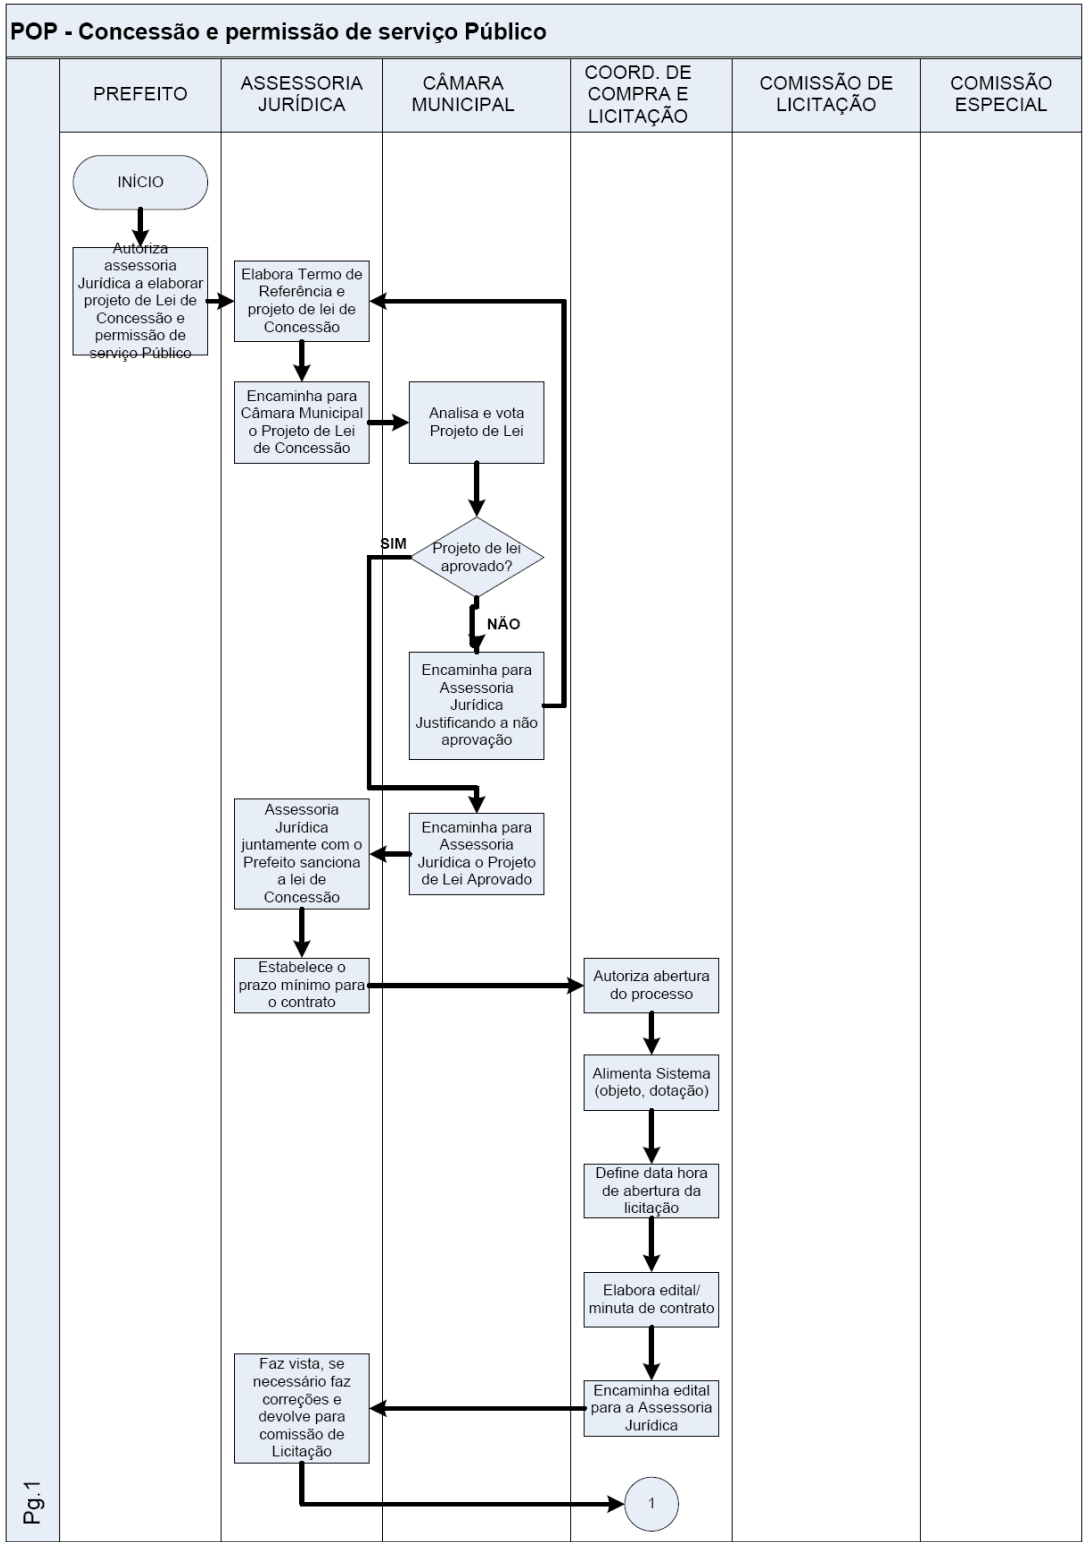 POP - Concessão e permissão de serviço Público
PREFEITO
ASSESSORIA
JURÍDICA
CÂMARA
MUNICIPAL
COORD. DE
COMPRA E
LICITAÇÃO
COMISSÃO DE
LICITAÇÃO
COMISSÃO
ESPECIAL
INÍCIO
Autoriza
assessoria
Jurídica a elaborar
projeto de Lei de
Concessão e
permissão de
serviço Público
Elabora Termo de
Referência e
projeto de lei de
Concessão
Encaminha para
Câmara Municipal
o Projeto de Lei
de Concessão
Analisa e vota
Projeto de Lei
SIM
Projeto de lei
aprovado?
NÃO
Encaminha para
Assessoria
Jurídica
Justificando a não
aprovação
Encaminha para
Assessoria
Jurídica o Projeto
de Lei Aprovado
Assessoria
Jurídica
juntamente com o
Prefeito sanciona
a lei de
Concessão
Estabelece o
prazo mínimo para
o contrato
Autoriza abertura
do processo
Alimenta Sistema
(objeto, dotação)
Define data hora
de abertura da
licitação
Elabora edital/
minuta de contrato
Encaminha edital
para a Assessoria
Jurídica
Faz vista, se
necessário faz
correções e
devolve para
comissão de
Licitação
1
Pg.1